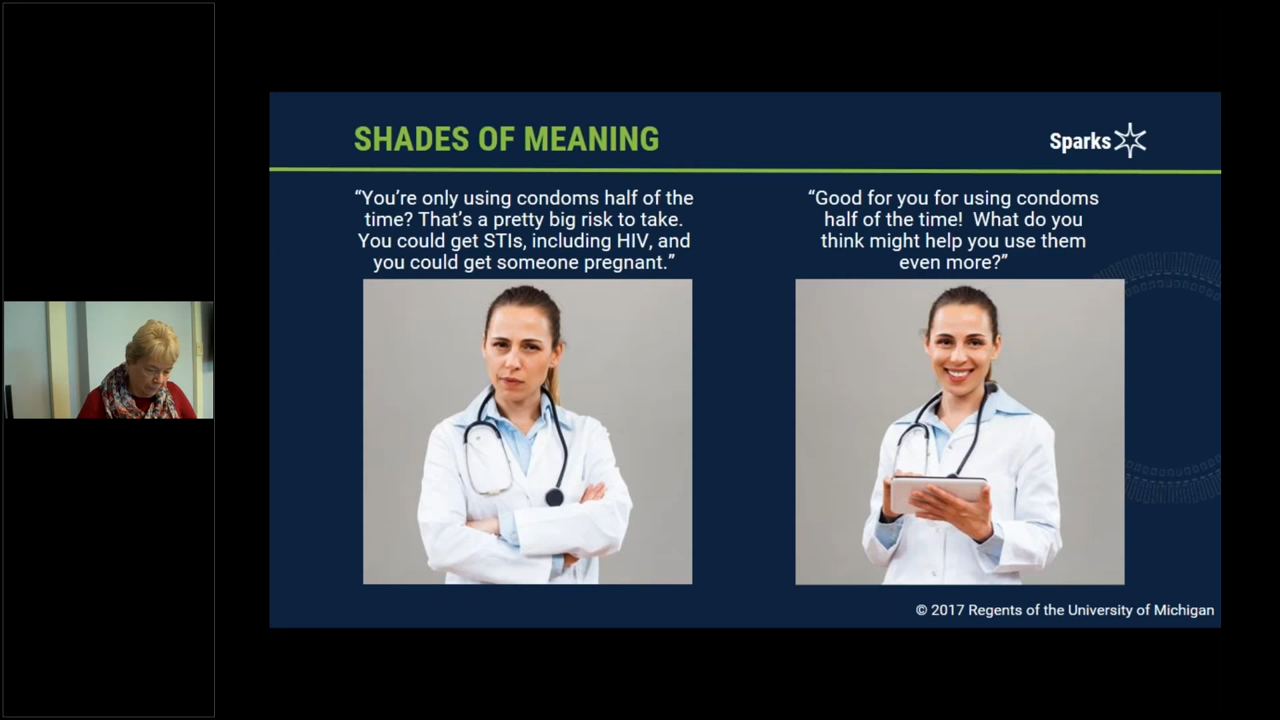 SHADES OF MEANING
Sparks
“You’re only using condoms half of the
time? That’s a pretty big risk to take.
You could get STIs, including HIV, and
you could get someone pregnant.”
“Good for you for using condoms
half of the time!  What do you
think might help you use them
even more?”
© 2017 Regents of the University of Michigan